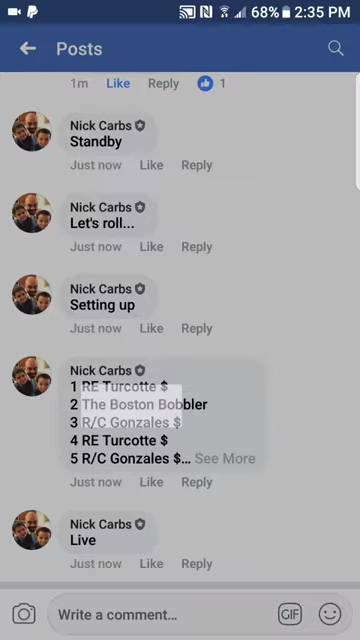 68% 2:35 PM
Posts
1m Like Reply 1
Nick Carbs
Standby
Just now Like Reply
Nick Carbs
Let's roll...
Just now Like Reply
Nick Carbs
Setting up
Just now Like Reply
Nick Carbs
1 RE Turcotte $
2 The Boston Bobbler
3 R/C Gonzales $
4 RE Turcotte $
5 R/C Gonzales $... See More
Just now Like Reply
Nick Carbs
Live
Just now Like Reply
Write a comment...
GIF